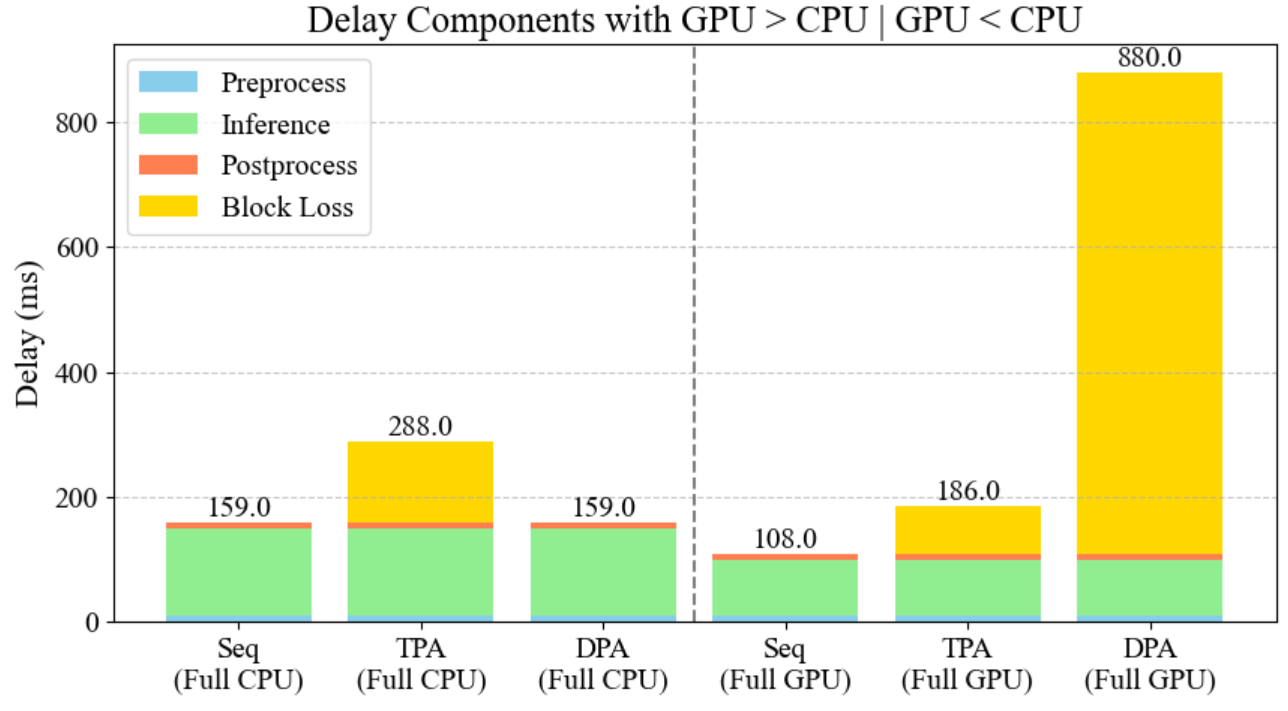 Delay Components with GPU > CPU | GPU < CPU
Preprocess
Inference
Postprocess
Block Loss
Delay (ms)
800
600
400
200
0
159.0
288.0
159.0
108.0
186.0
880.0
Seq
(Full CPU)
TPA
(Full CPU)
DPA
(Full CPU)
Seq
(Full GPU)
TPA
(Full GPU)
DPA
(Full GPU)